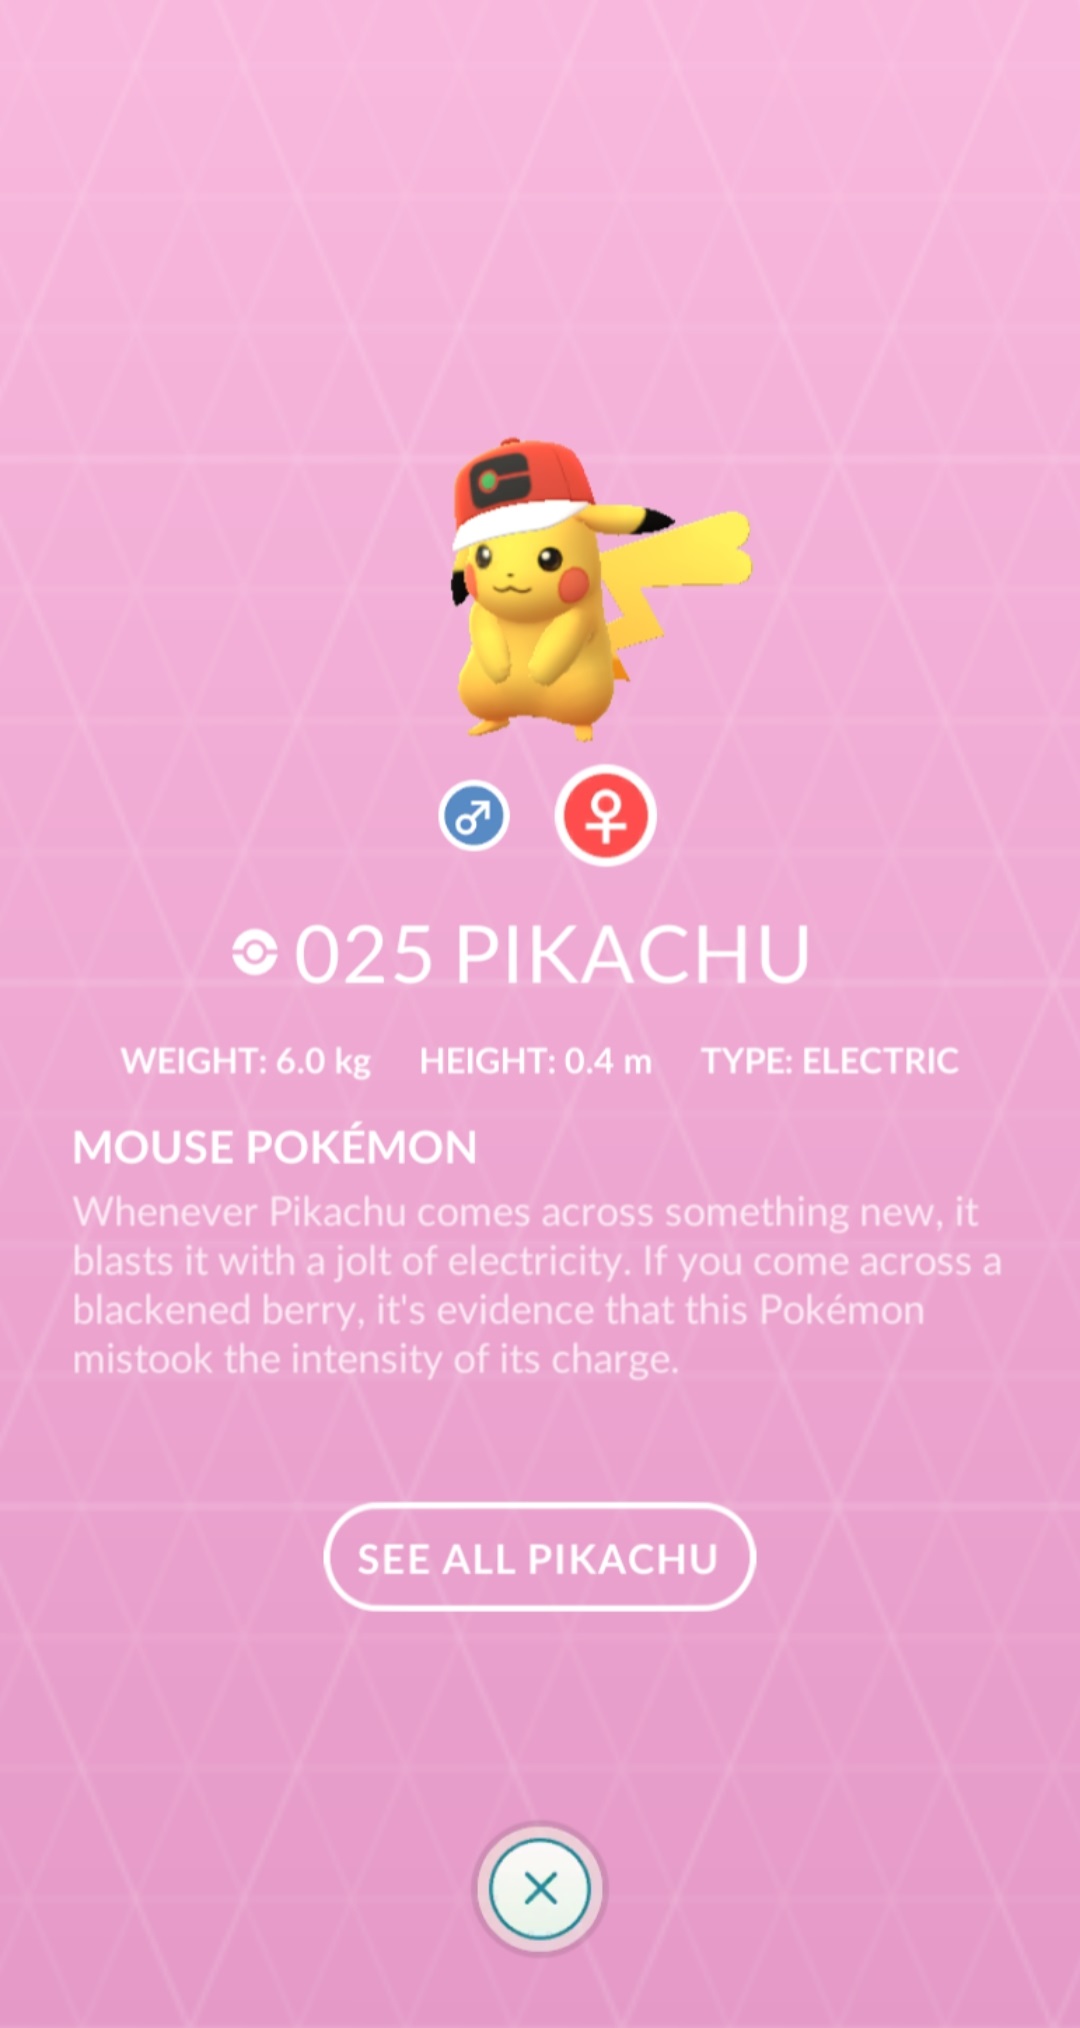 025 PIKACHU
WEIGHT: 6.0 kg HEIGHT: 0.4 m TYPE: ELECTRIC
MOUSE POKÉMON
Whenever Pikachu comes across something new, it
blasts it with a jolt of electricity. If you come across a
blackened berry, it's evidence that this Pokémon
mistook the intensity of its charge.
SEE ALL PIKACHU